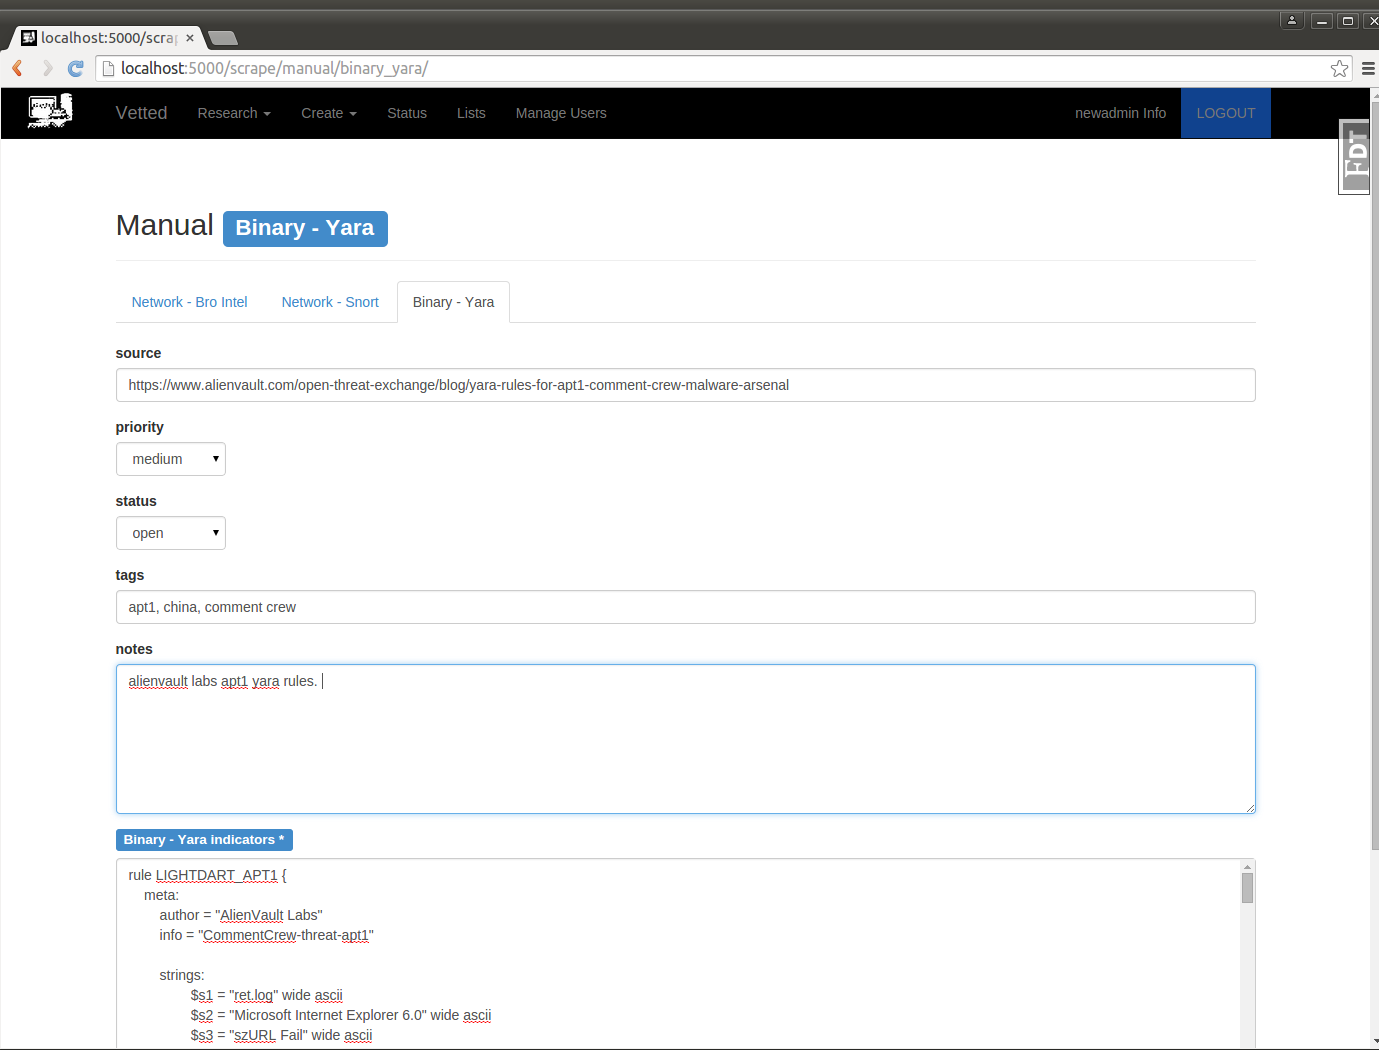 localhost:5000/scrap
localhost:5000/scrape/manual/binary_yara/
Vetted Research Create Status Lists Manage Users newadmin Info LOGOUT
FDT
Manual Binary - Yara
Network - Bro Intel Network - Snort Binary - Yara
source
https://www.alienvault.com/open-threat-exchange/blog/yara-rules-for-apt1-comment-crew-malware-arsenal
priority
medium
status
open
tags
apt1, china, comment crew
notes
alienvault labs apt1 yara rules.
Binary - Yara indicators *
rule LIGHTDART_APT1 {
meta:
author = "AlienVault Labs"
info = "CommentCrew-threat-apt1"
strings:
$s1 = "ret.log" wide ascii
$s2 = "Microsoft Internet Explorer 6.0" wide ascii
$s3 = "szURL Fail" wide ascii